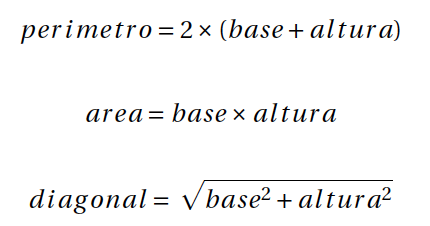 perimetro = 2 × (base + altura)
area = base × altura
diagonal = √(base² + altura²)